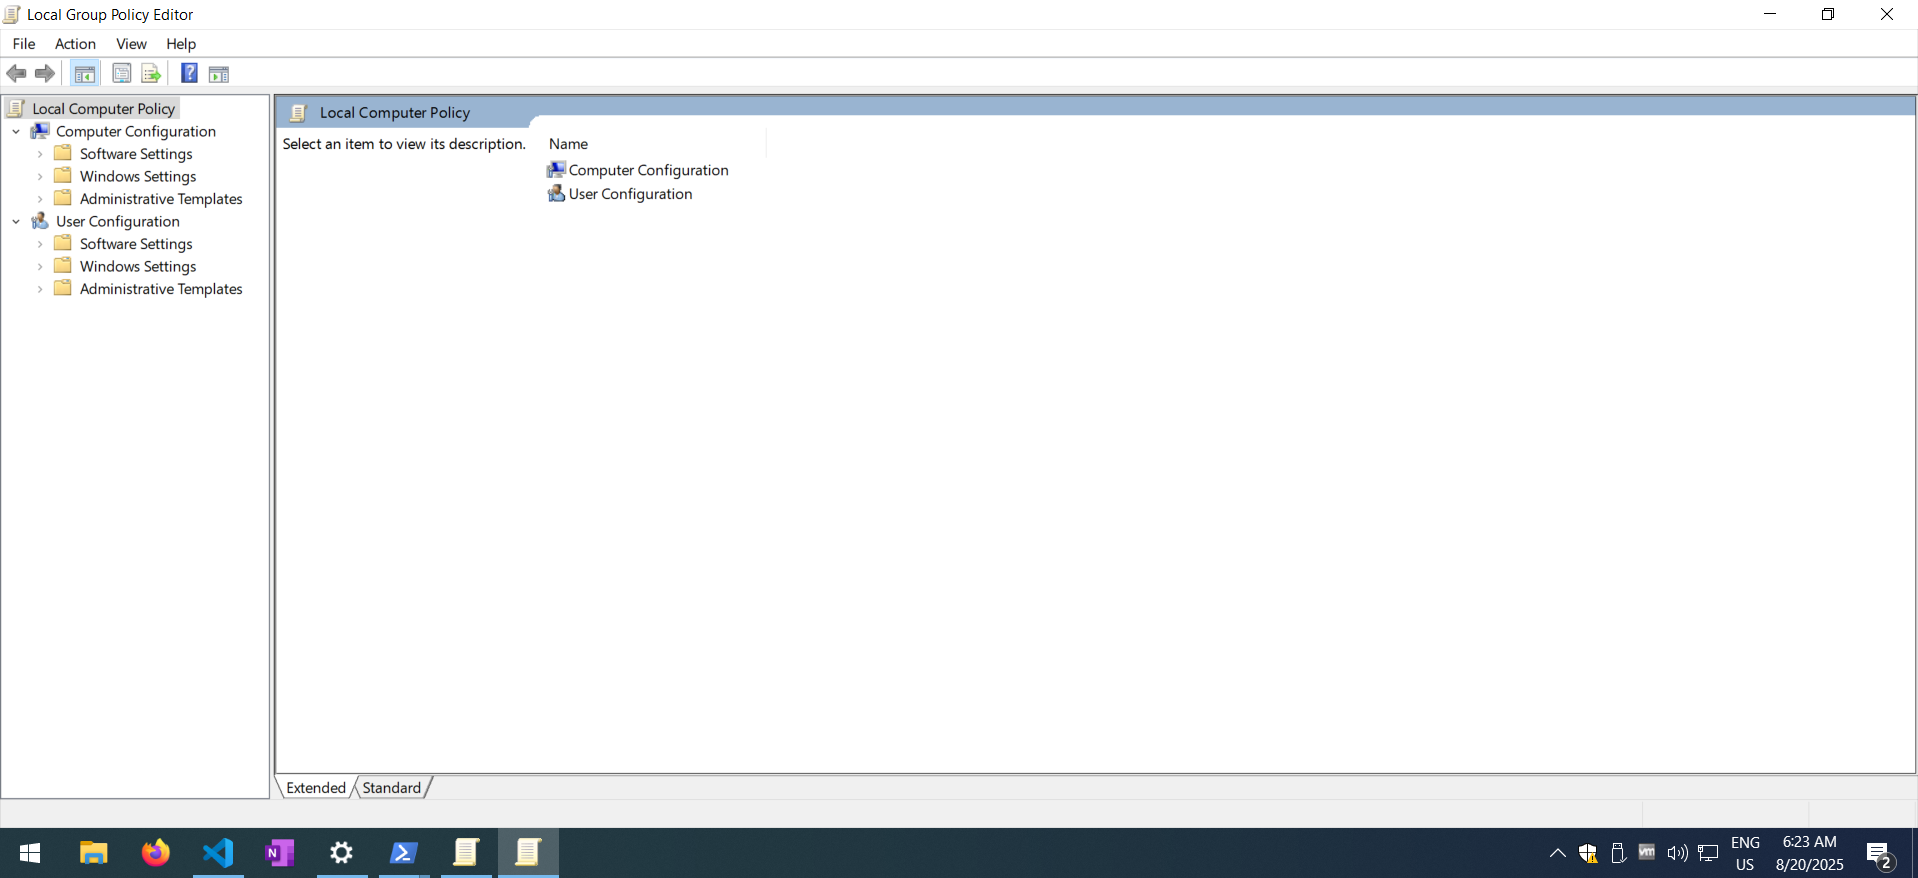 Local Group Policy Editor
File Action View Help
Local Computer Policy
Computer Configuration
Software Settings
Windows Settings
Administrative Templates
User Configuration
Software Settings
Windows Settings
Administrative Templates
Local Computer Policy
Select an item to view its description.
Name
Computer Configuration
User Configuration
Extended Standard
N
vm
ENG
US
6:23 AM
8/20/2025
2